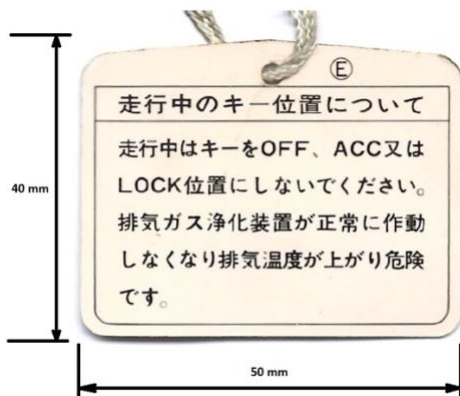 Ⓔ
走行中のキー位置について
走行中はキーをOFF、ACC又は
LOCK位置にしないでください。
排気ガス浄化装置が正常に作動
しなくなり排気温度が上がり危険
です。
40 mm
50 mm